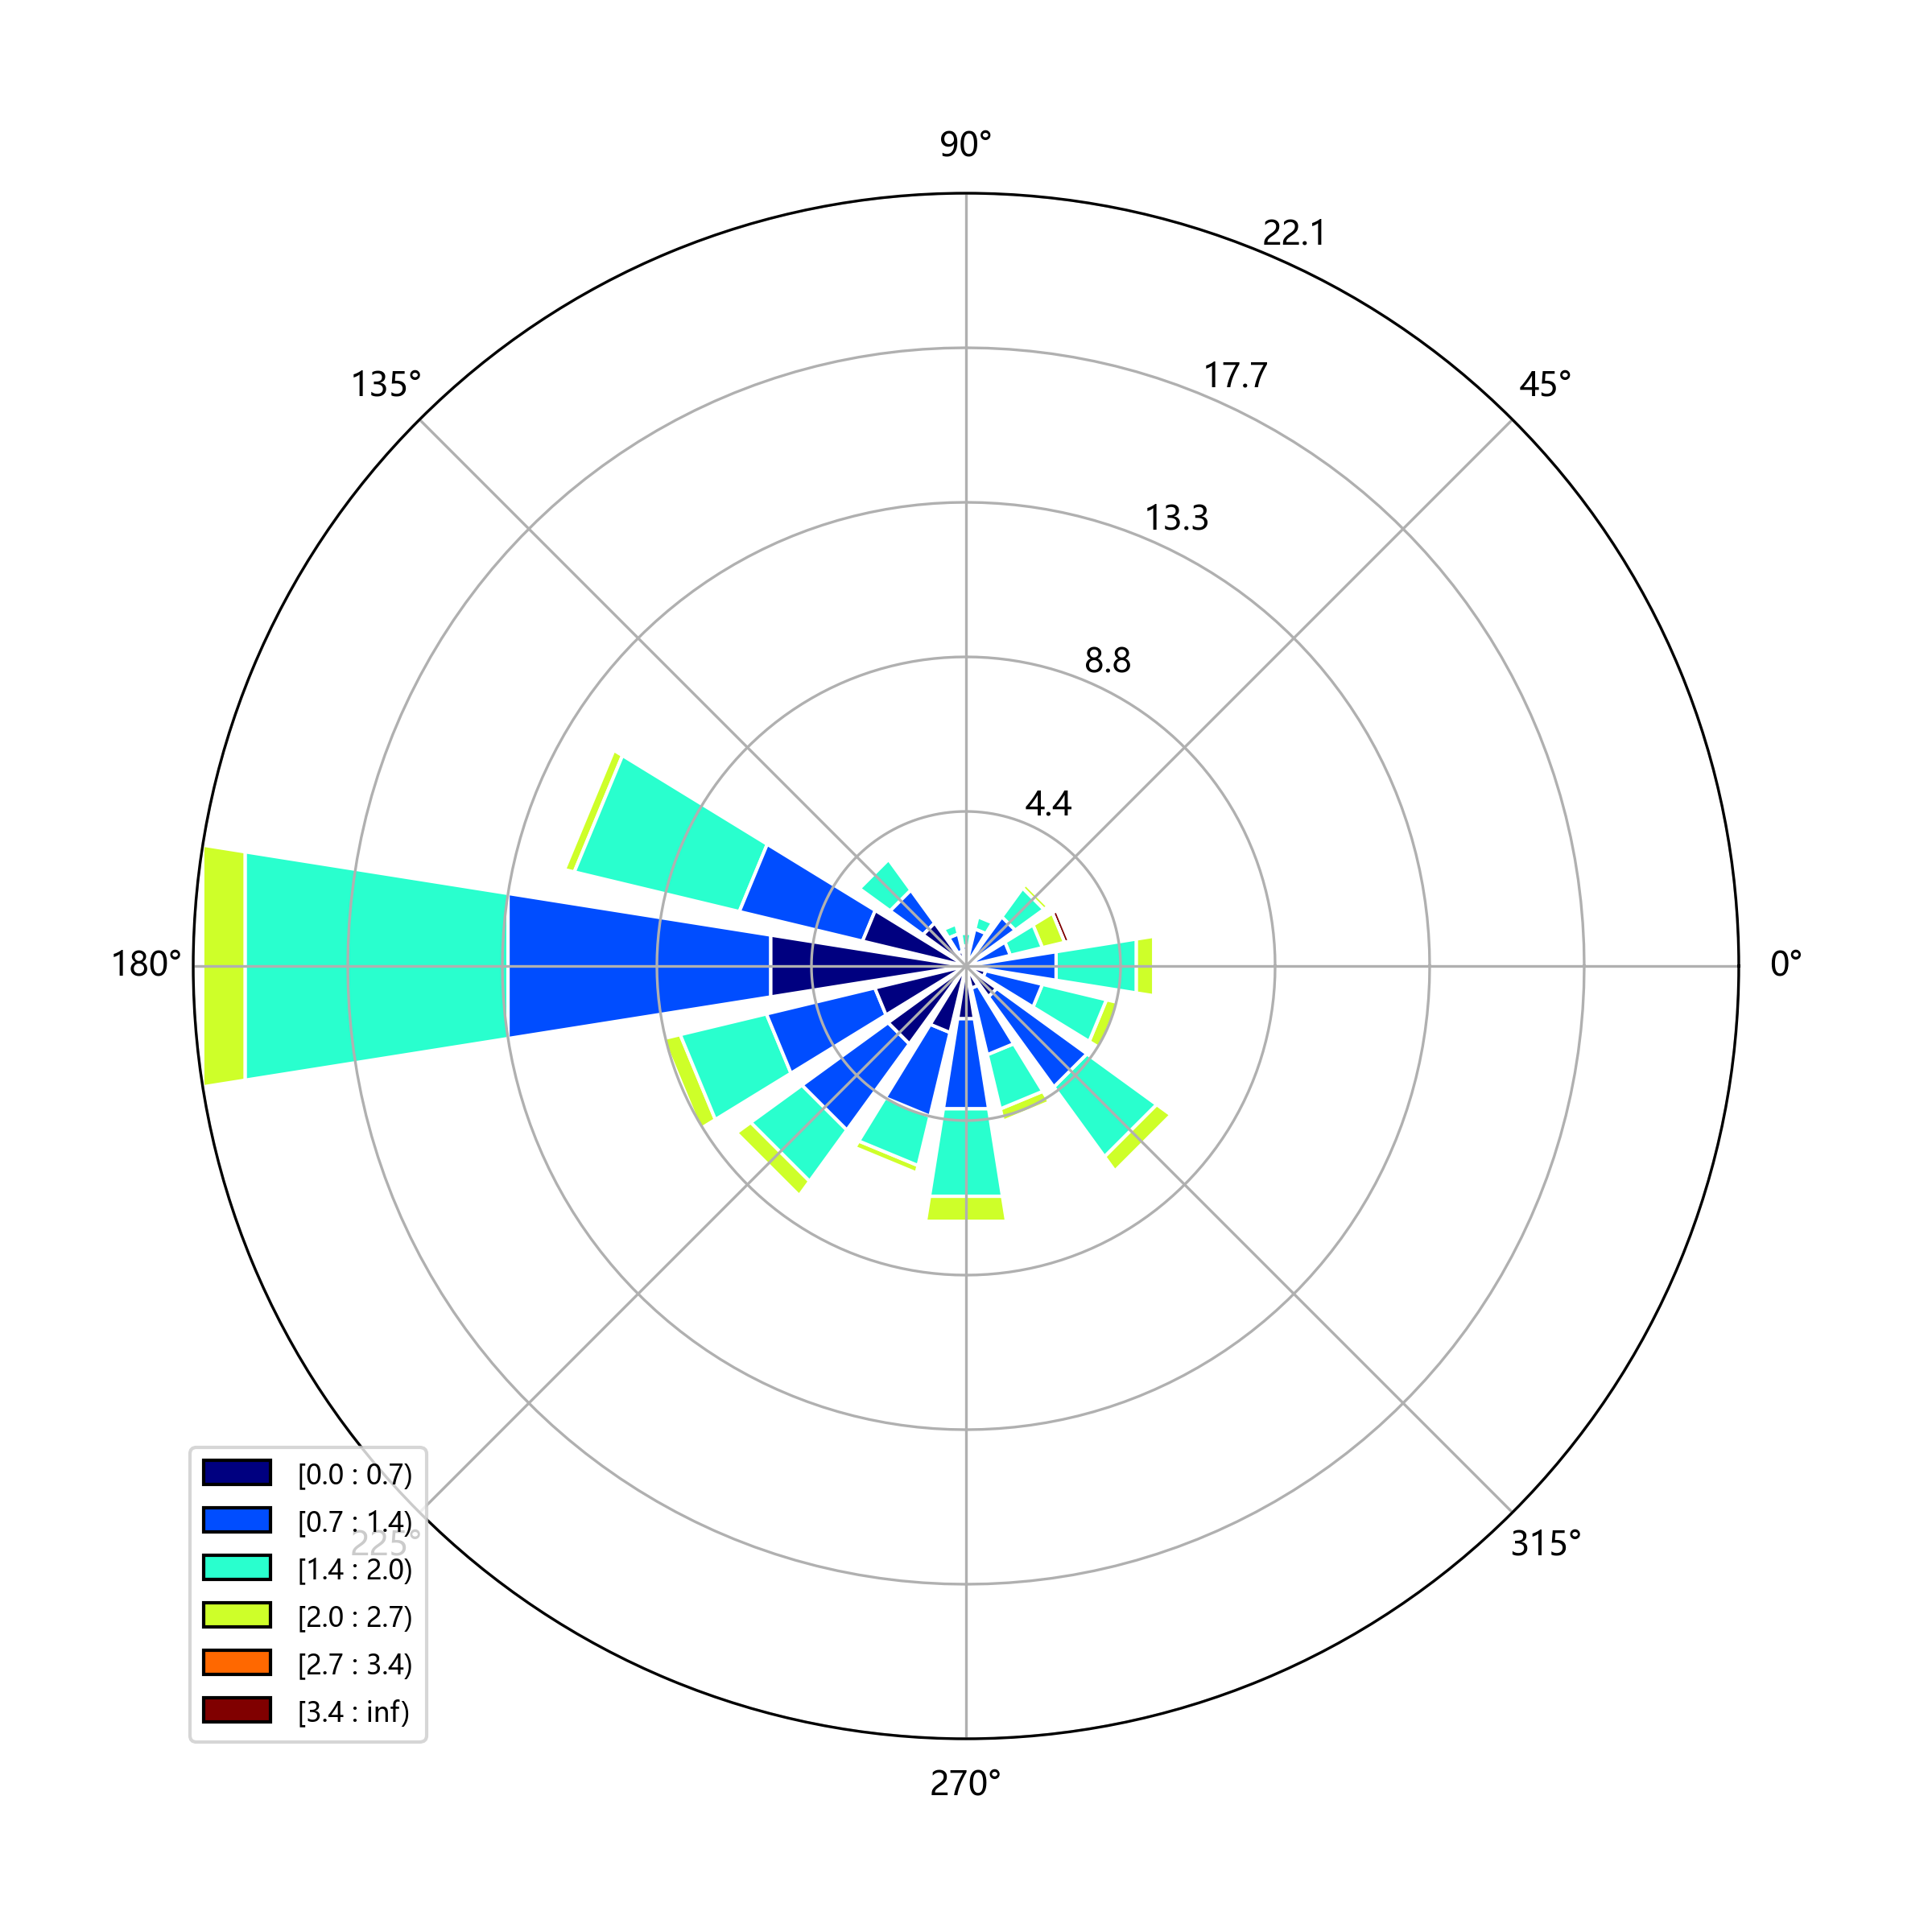 90°
22.1
17.7
135°
45°
13.3
8.8
4.4
180°
0°
[0.0 : 0.7)
[0.7 : 1.4)
225°
315°
[1.4 : 2.0)
[2.0 : 2.7)
[2.7 : 3.4)
[3.4 : inf)
270°